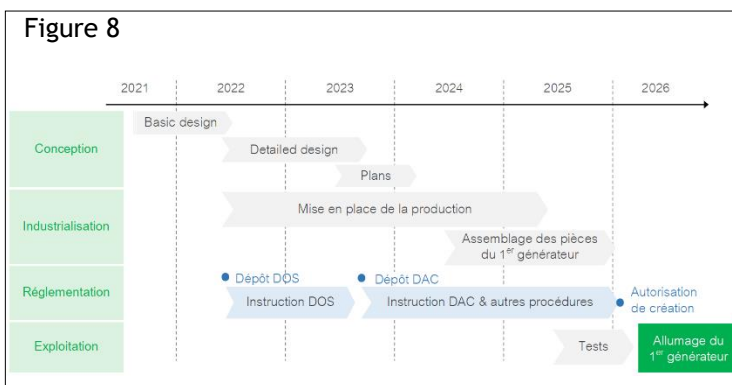 Figure 8
2021 2022 2023 2024 2025 2026
Conception
Basic design
Detailed design
Plans
Industrialisation
Mise en place de la production
Assemblage des pièces
du 1er générateur
Réglementation
Dépôt DOS
Dépôt DAC
Instruction DOS
Instruction DAC & autres procédures
Autorisation
de création
Exploitation
Tests
Allumage du
1er générateur